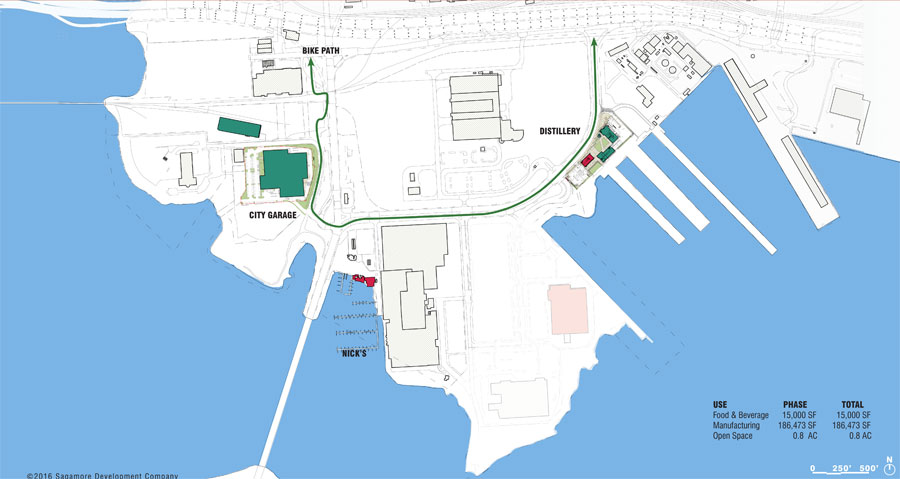 BIKE PATH
DISTILLERY
CITY GARAGE
NICK'S
USE PHASE TOTAL
Food & Beverage 15,000 SF 15,000 SF
Manufacturing 186,473 SF 186,473 SF
Open Space 0.8 AC 0.8 AC
N
0 250' 500'
©2016 Sagamore Development Company